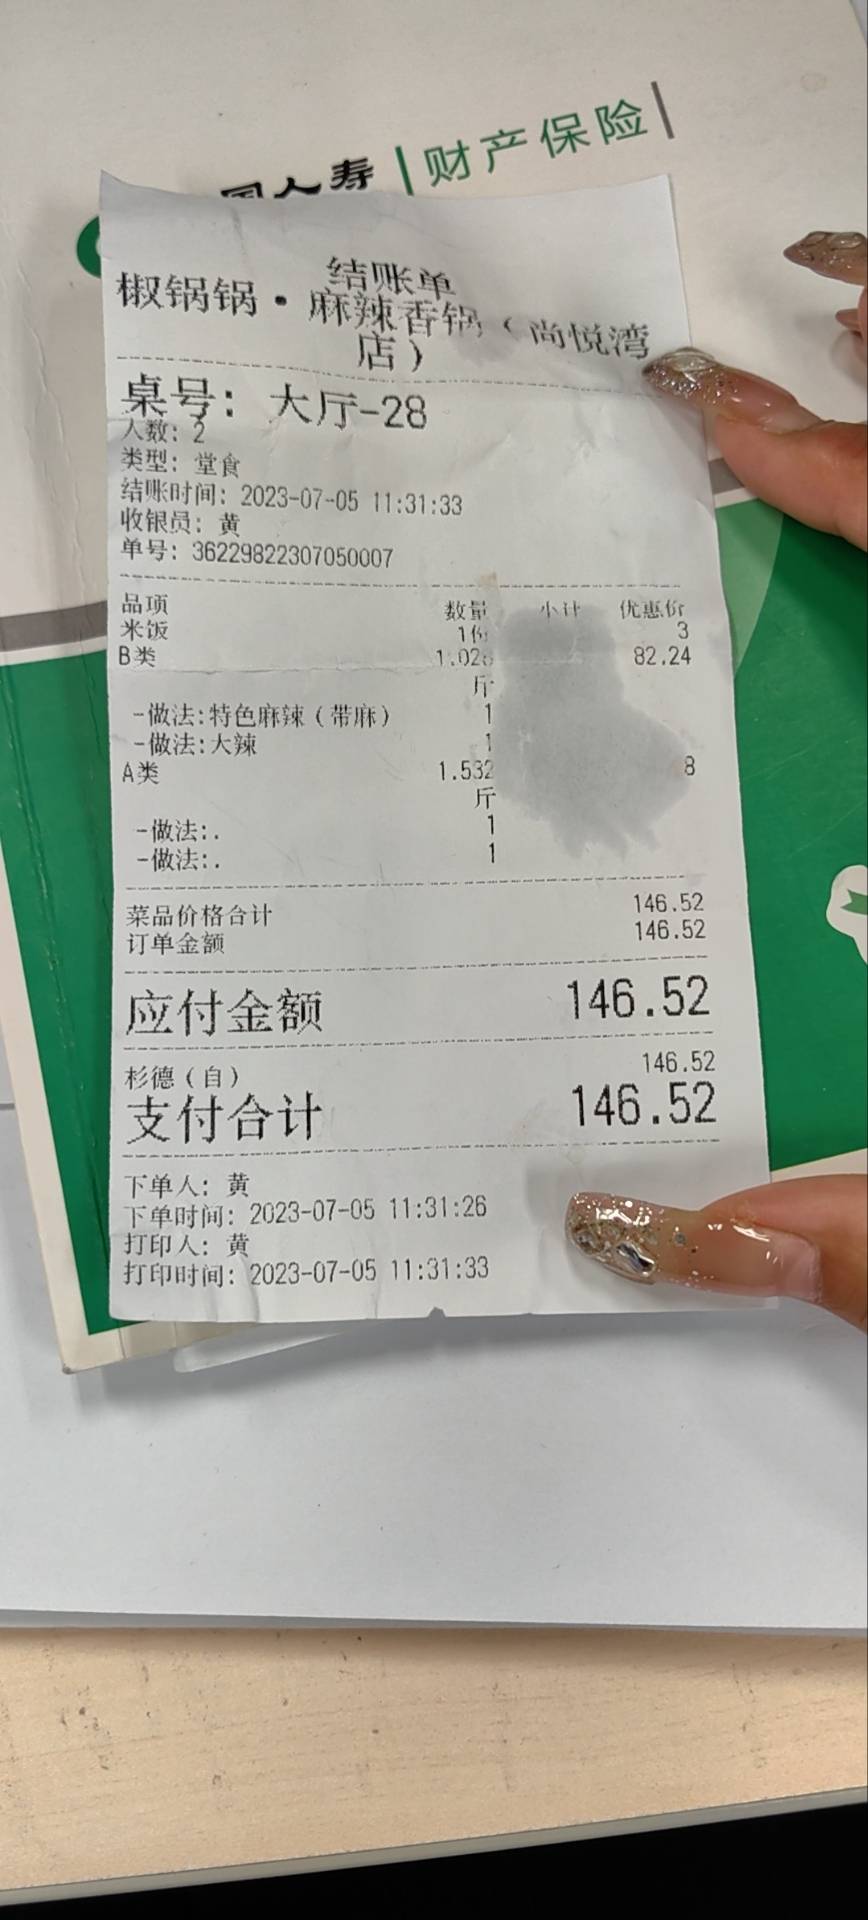 国人寿 | 财产保险
结账单
椒锅锅·麻辣香锅(尚悦湾
店)
桌号: 大厅-28
人数: 2
类型: 堂食
结账时间: 2023-07-05 11:31:33
收银员: 黄
单号: 36229822307050007
品项 数量 小计 优惠价
米饭 1份 3
B类 82.24
斤
-做法:特色麻辣(带麻) 1
-做法:大辣 1
A类 1.532 8
斤
-做法:. 1
-做法:. 1
菜品价格合计 146.52
订单金额 146.52
应付金额 146.52
杉德(自) 146.52
支付合计 146.52
下单人: 黄
下单时间: 2023-07-05 11:31:26
打印人: 黄
打印时间: 2023-07-05 11:31:33